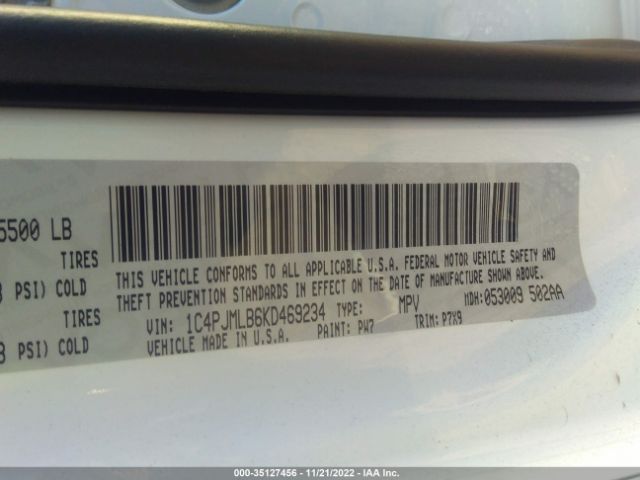 5500 LB
TIRES
PSI) COLD
TIRES
PSI) COLD
THIS VEHICLE CONFORMS TO ALL APPLICABLE U.S.A. FEDERAL MOTOR VEHICLE SAFETY AND
THEFT PREVENTION STANDARDS IN EFFECT ON THE DATE OF MANUFACTURE SHOWN ABOVE.
VIN: 1C4PJMLB6KD469234 TYPE: MPV MDH:053009 502AA
VEHICLE MADE IN U.S.A. PAINT: PW7 TRIM: P7X9
000-35127456 - 11/21/2022 - IAA Inc.